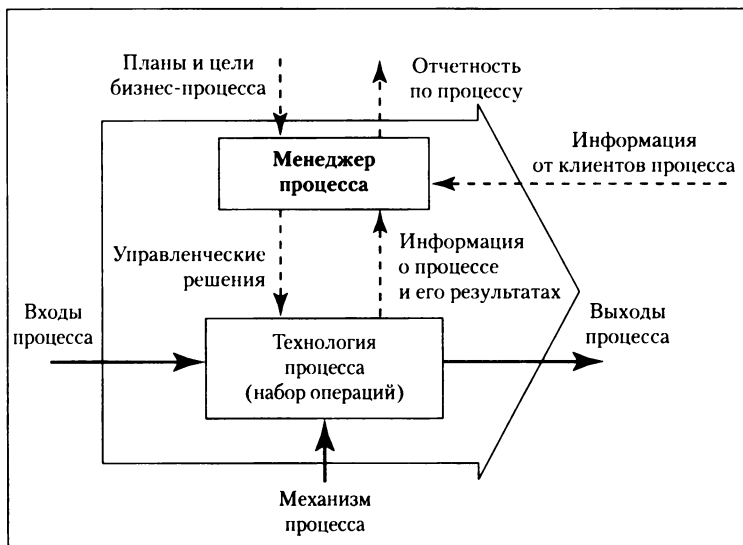 Планы и цели
бизнес-процесса
Отчетность
по процессу
Менеджер
процесса
Информация
от клиентов процесса
Управленческие
решения
Информация
о процессе
и его результатах
Входы
процесса
Технология
процесса
(набор операций)
Выходы
процесса
Механизм
процесса